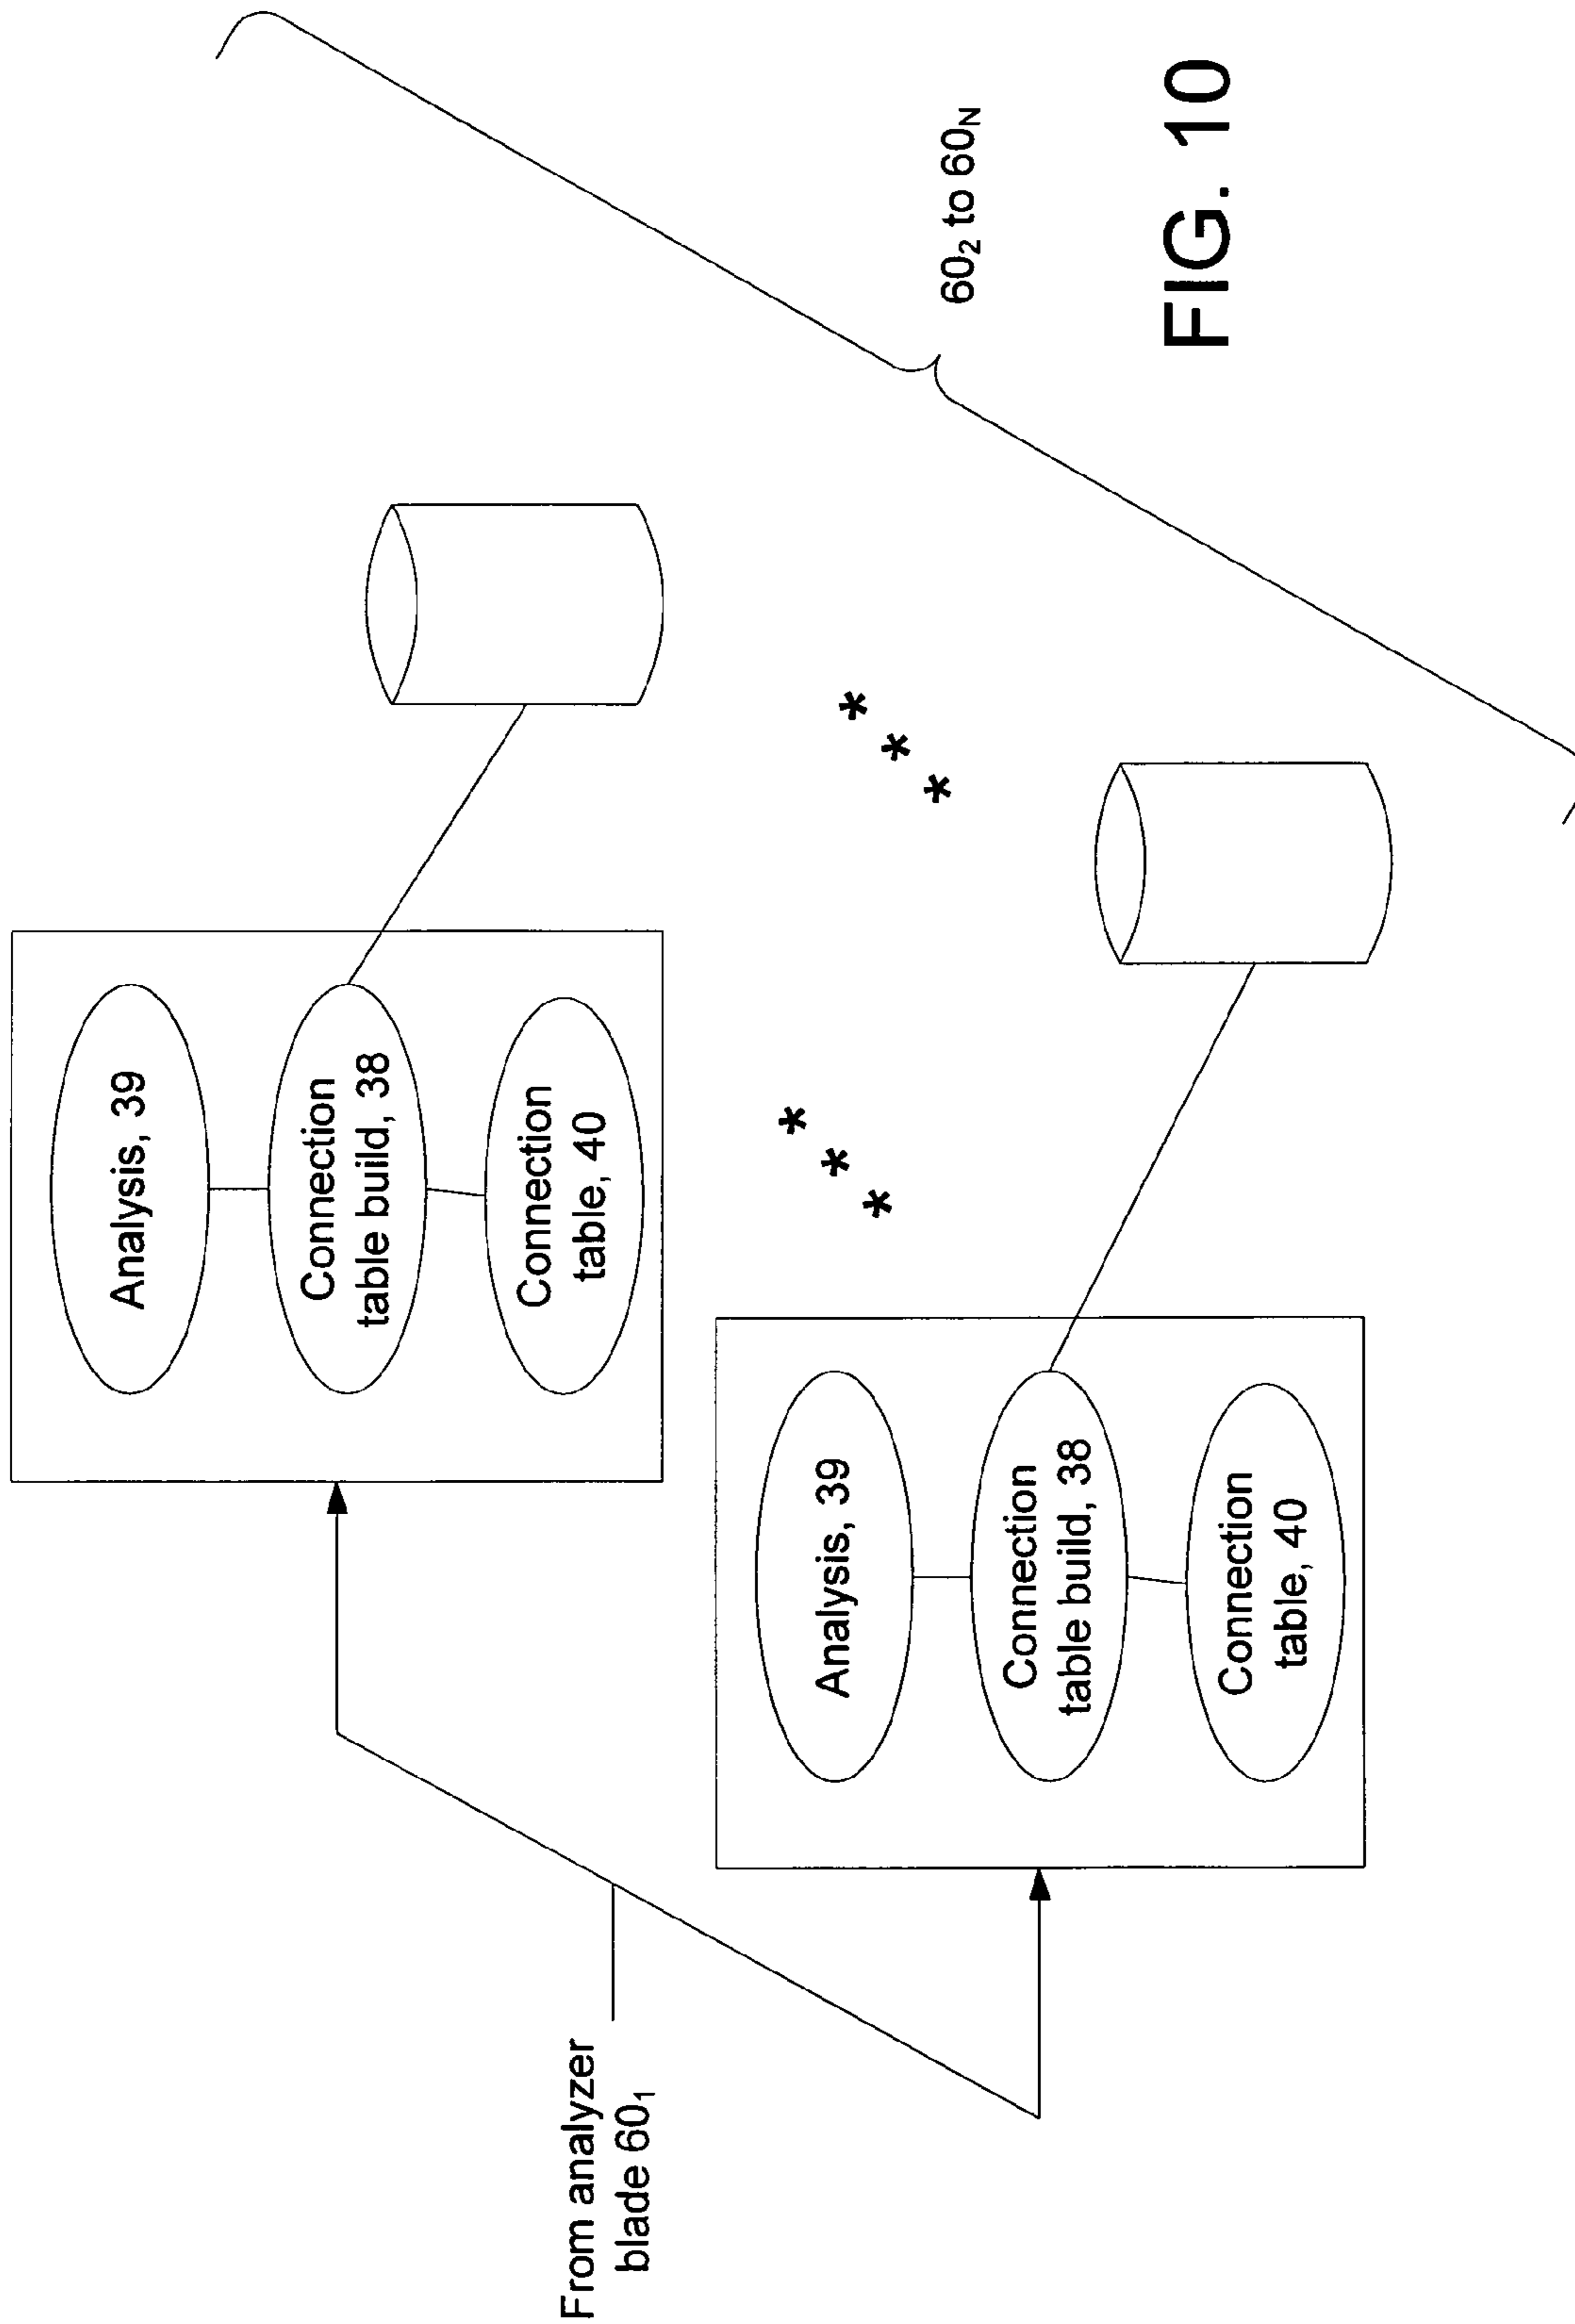 Analysis, 39
Connection
table build, 38
Connection
table, 40
* * *
* * *
From analyzer
blade 60₁
Analysis, 39
Connection
table build, 38
Connection
table, 40
60₂ to 60N
FIG. 10